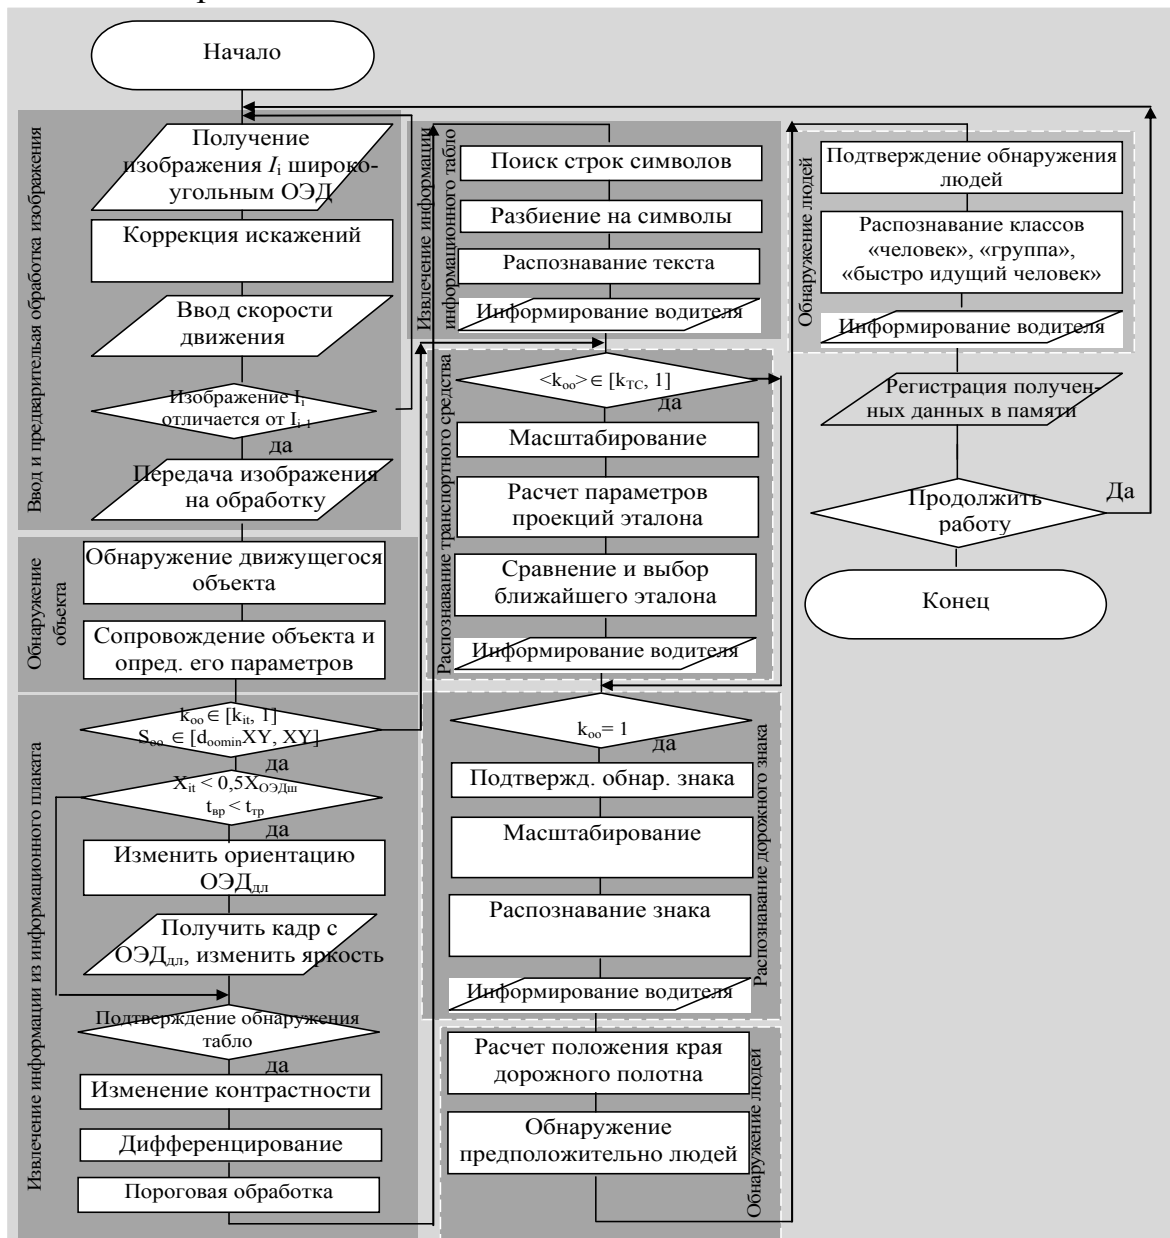 Начало
Ввод и предварительая обработка изображения
Получение
изображения Ii широко-
угольным ОЭД
Коррекция искажений
Ввод скорости
движения
Изображение Ii
отличается от Ii-1
да
Передача изображения
на обработку
Обнаружение
объекта
Обнаружение движущегося
объекта
Сопровождение объекта и
опред. его параметров
Извлечение информации из информационного плаката
kоо ∈ [kit, 1]
Sоо ∈ [dооminXY, XY]
да
Xit < 0,5XОЭДш
tвр < tтр
да
Изменить ориентацию
ОЭДдл
Получить кадр с
ОЭДдл, изменить яркость
Подтверждение обнаружения
табло
да
Изменение контрастности
Дифференцирование
Пороговая обработка
Извлечение информации
информационного табло
Поиск строк символов
Разбиение на символы
Распознавание текста
Информирование водителя
Распознавание транспортного средства
<kоо> ∈ [kТС, 1]
да
Масштабирование
Расчет параметров
проекций эталона
Сравнение и выбор
ближайшего эталона
Информирование водителя
Распознавание дорожного знака
kоо= 1
да
Подтвержд. обнар. знака
Масштабирование
Распознавание знака
Информирование водителя
Обнаружение людей
Расчет положения края
дорожного полотна
Обнаружение
предположительно людей
Обнаружение людей
Подтверждение обнаружения
людей
Распознавание классов
«человек», «группа»,
«быстро идущий человек»
Информирование водителя
Регистрация получен-
ных данных в памяти
Продолжить
работу
Да
Конец